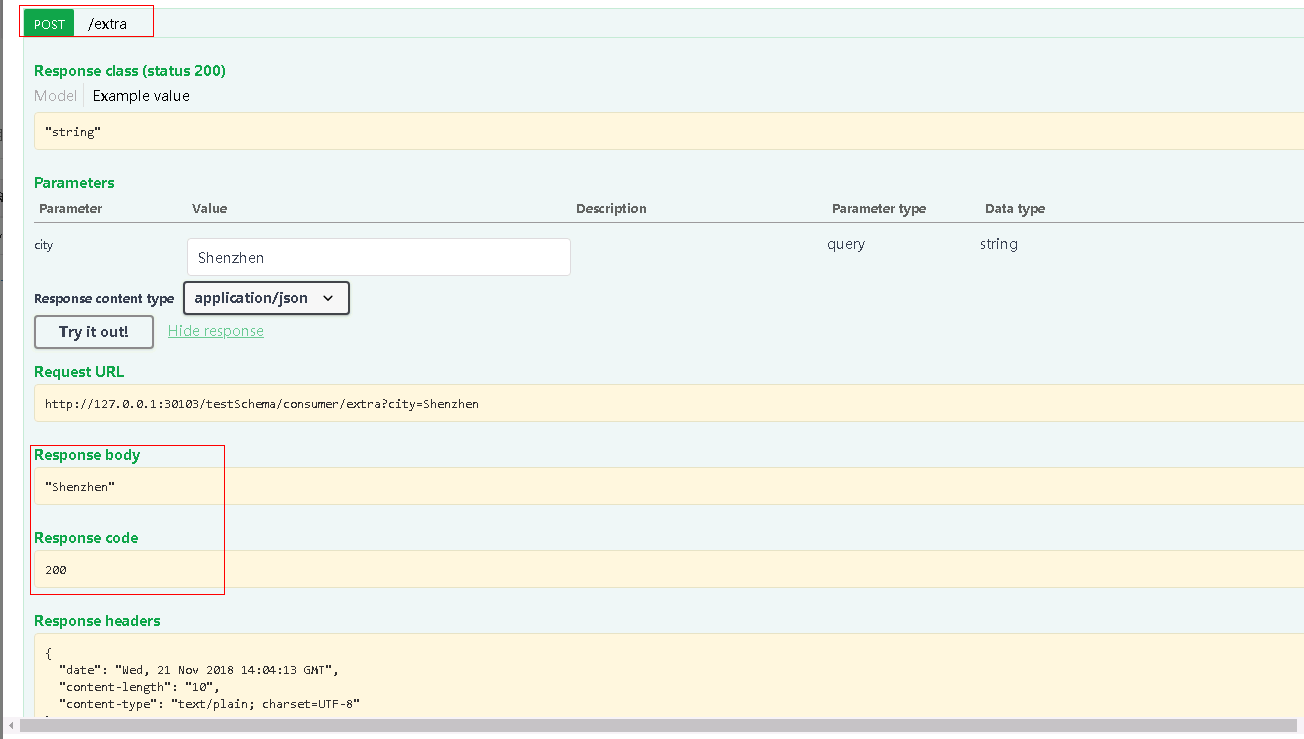 POST /extra
Response class (status 200)
Model Example value
"string"
Parameters
Parameter Value Description Parameter type Data type
city Shenzhen query string
Response content type application/json
Try it out! Hide response
Request URL
http://127.0.0.1:30103/testSchema/consumer/extra?city=Shenzhen
Response body
"Shenzhen"
Response code
200
Response headers
{
"date": "Wed, 21 Nov 2018 14:04:13 GMT",
"content-length": "10",
"content-type": "text/plain; charset=UTF-8"